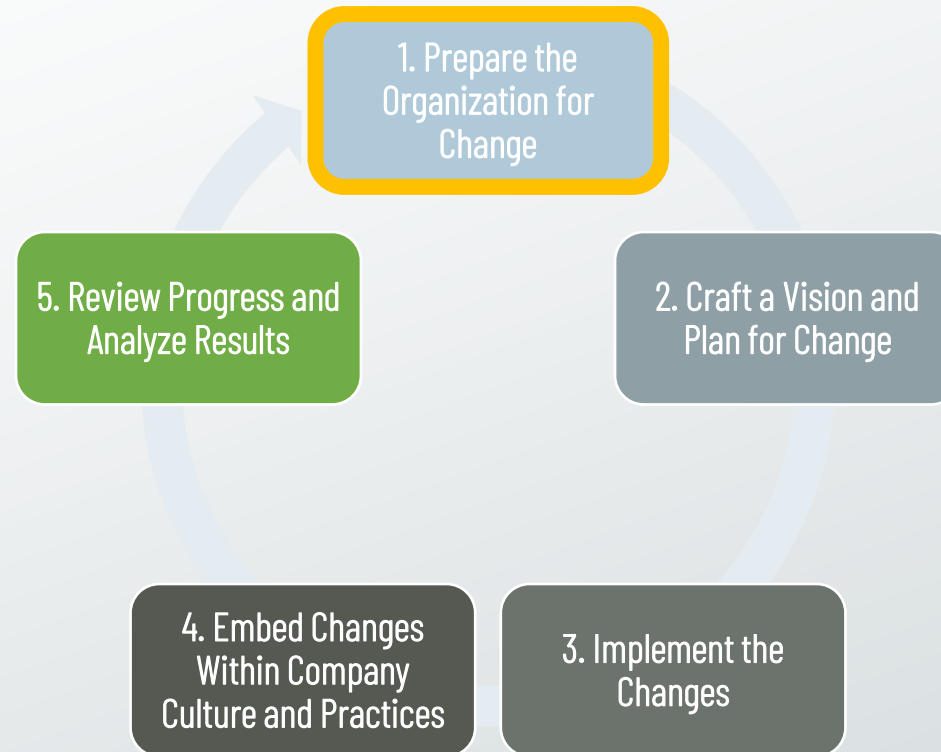 1. Prepare the
Organization for
Change
2. Craft a Vision and
Plan for Change
3. Implement the
Changes
4. Embed Changes
Within Company
Culture and Practices
5. Review Progress and
Analyze Results